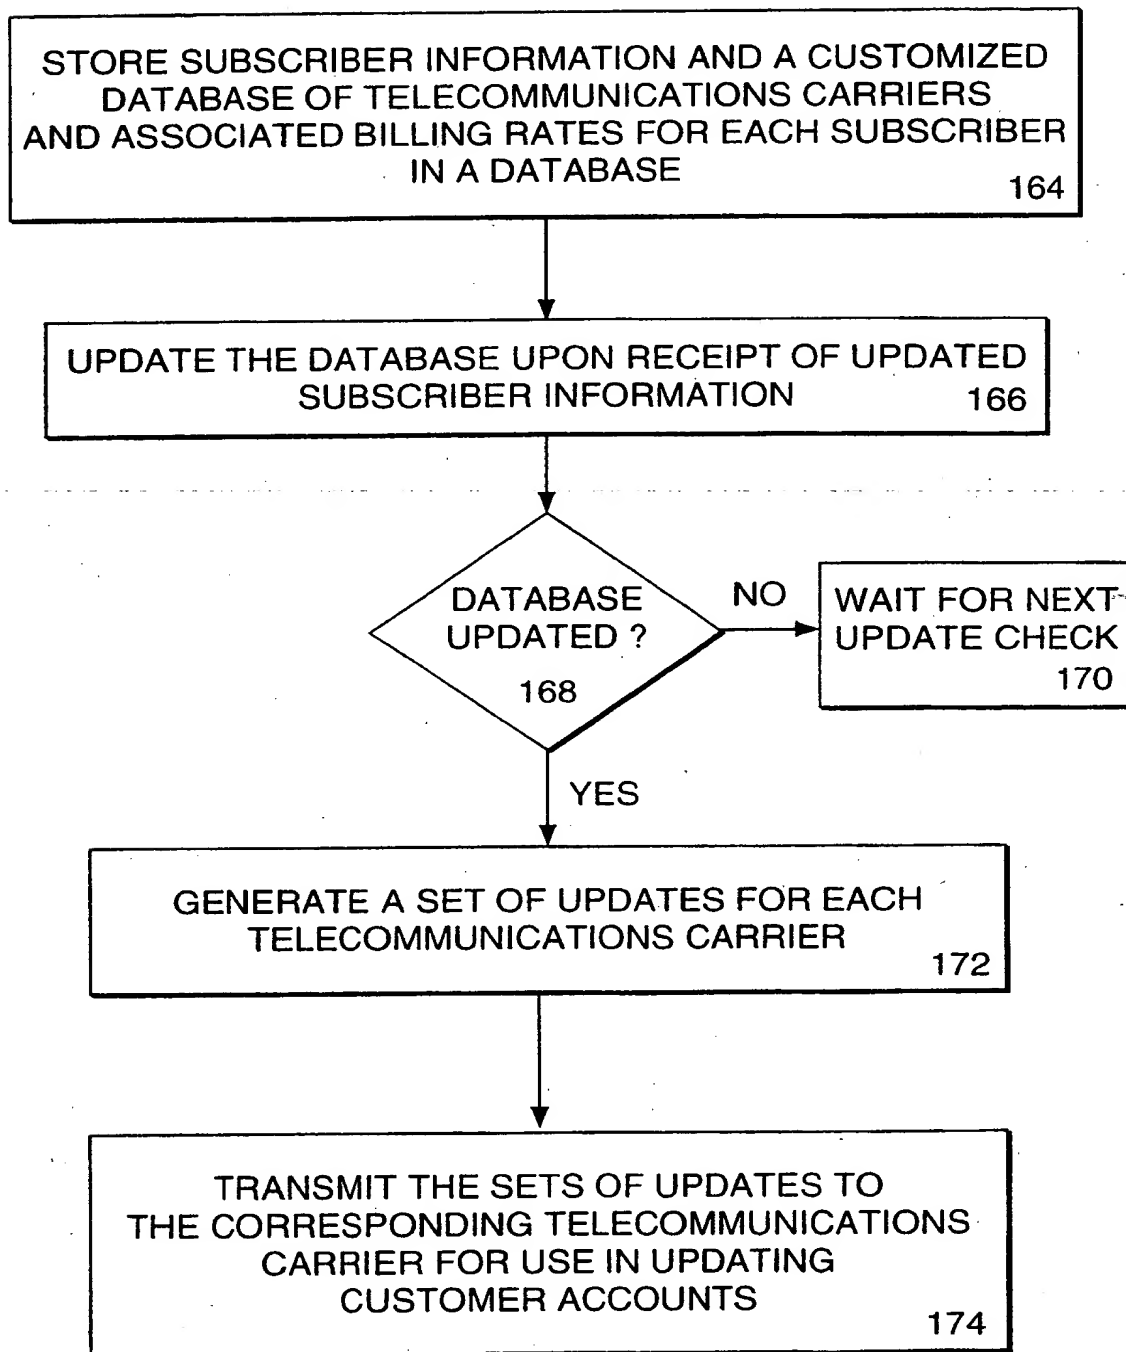 STORE SUBSCRIBER INFORMATION AND A CUSTOMIZED
DATABASE OF TELECOMMUNICATIONS CARRIERS
AND ASSOCIATED BILLING RATES FOR EACH SUBSCRIBER
IN A DATABASE
164
UPDATE THE DATABASE UPON RECEIPT OF UPDATED
SUBSCRIBER INFORMATION
166
DATABASE
UPDATED ?
168
NO
WAIT FOR NEXT
UPDATE CHECK
170
YES
GENERATE A SET OF UPDATES FOR EACH
TELECOMMUNICATIONS CARRIER
172
TRANSMIT THE SETS OF UPDATES TO
THE CORRESPONDING TELECOMMUNICATIONS
CARRIER FOR USE IN UPDATING
CUSTOMER ACCOUNTS
174